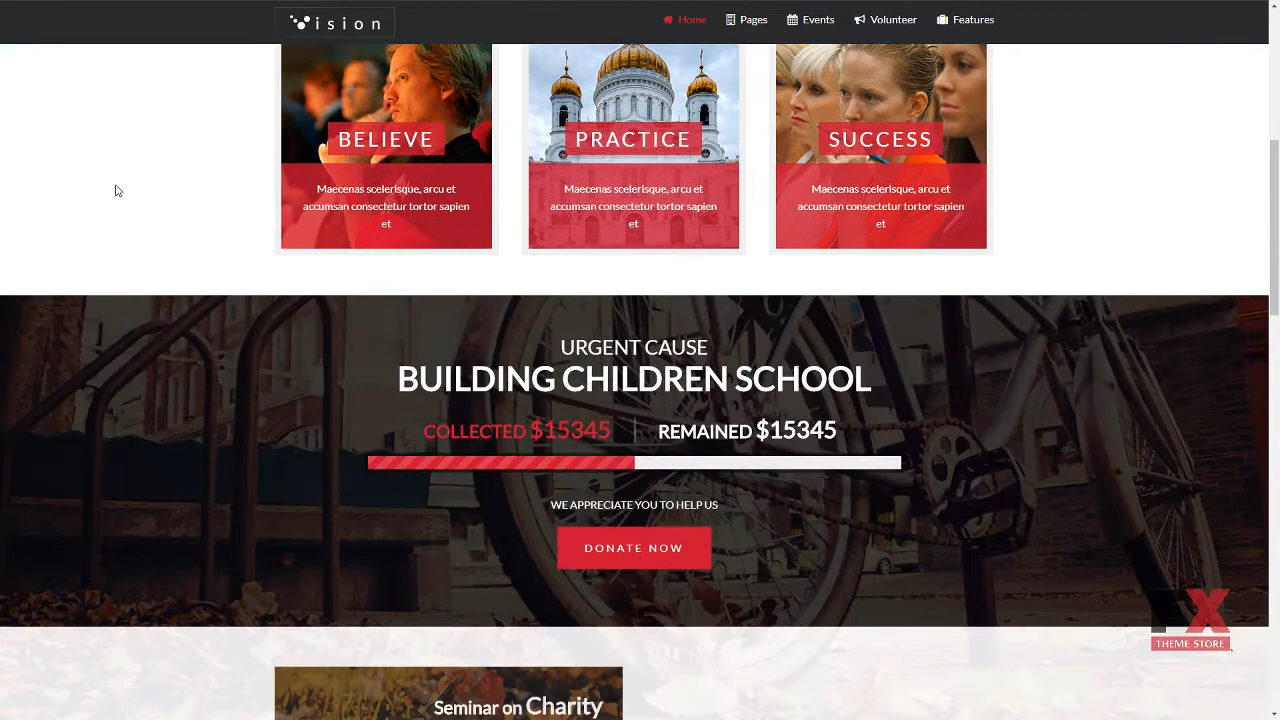 ision
Home Pages Events Volunteer Features
BELIEVE
Maecenas scelerisque, arcu et
accumsan consectetur tortor sapien
et
PRACTICE
Maecenas scelerisque, arcu et
accumsan consectetur tortor sapien
et
SUCCESS
Maecenas scelerisque, arcu et
accumsan consectetur tortor sapien
et
URGENT CAUSE
BUILDING CHILDREN SCHOOL
COLLECTED $15345
REMAINED $15345
WE APPRECIATE YOU TO HELP US
DONATE NOW
FX
THEME STORE
Seminar on Charity